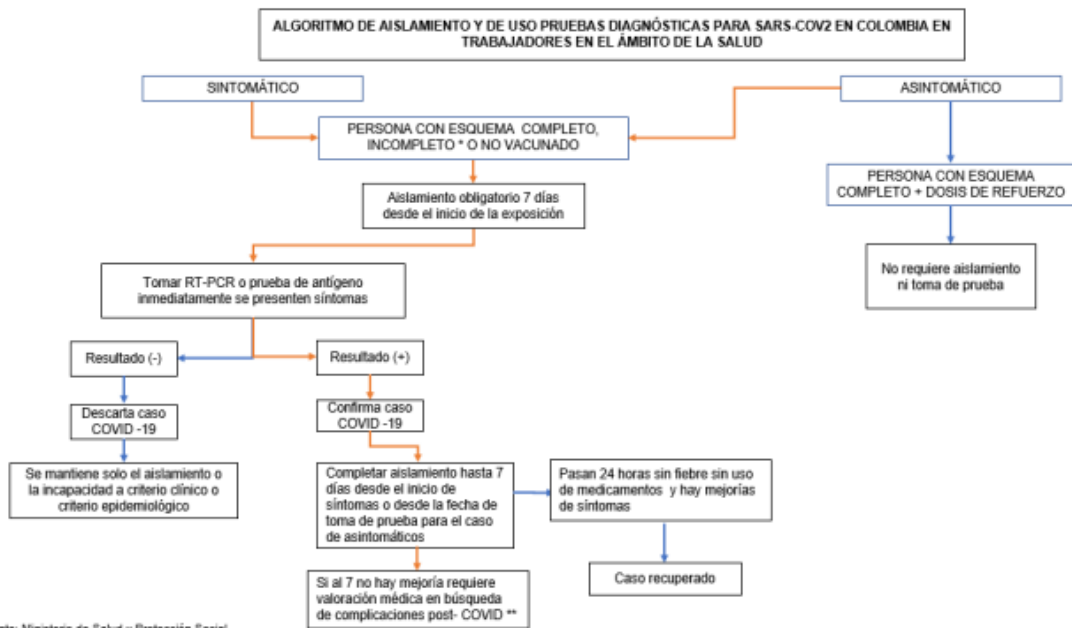 ALGORITMO DE AISLAMIENTO Y DE USO PRUEBAS DIAGNÓSTICAS PARA SARS-COV2 EN COLOMBIA EN
TRABAJADORES EN EL ÁMBITO DE LA SALUD
SINTOMÁTICO
ASINTOMÁTICO
PERSONA CON ESQUEMA COMPLETO,
INCOMPLETO * O NO VACUNADO
PERSONA CON ESQUEMA
COMPLETO + DOSIS DE REFUERZO
Aislamiento obligatorio 7 días
desde el inicio de la exposición
No requiere aislamiento
ni toma de prueba
Tomar RT-PCR o prueba de antígeno
inmediatamente se presenten síntomas
Resultado (-)
Resultado (+)
Descarta caso
COVID -19
Confirma caso
COVID -19
Se mantiene solo el aislamiento o
la incapacidad a criterio clínico o
criterio epidemiológico
Completar aislamiento hasta 7
días desde el inicio de
síntomas o desde la fecha de
toma de prueba para el caso
de asintomáticos
Pasan 24 horas sin fiebre sin uso
de medicamentos y hay mejorías
de síntomas
Caso recuperado
Si al 7 no hay mejoría requiere
valoración médica en búsqueda
de complicaciones post- COVID **
Ministerio de Salud y Protección Social